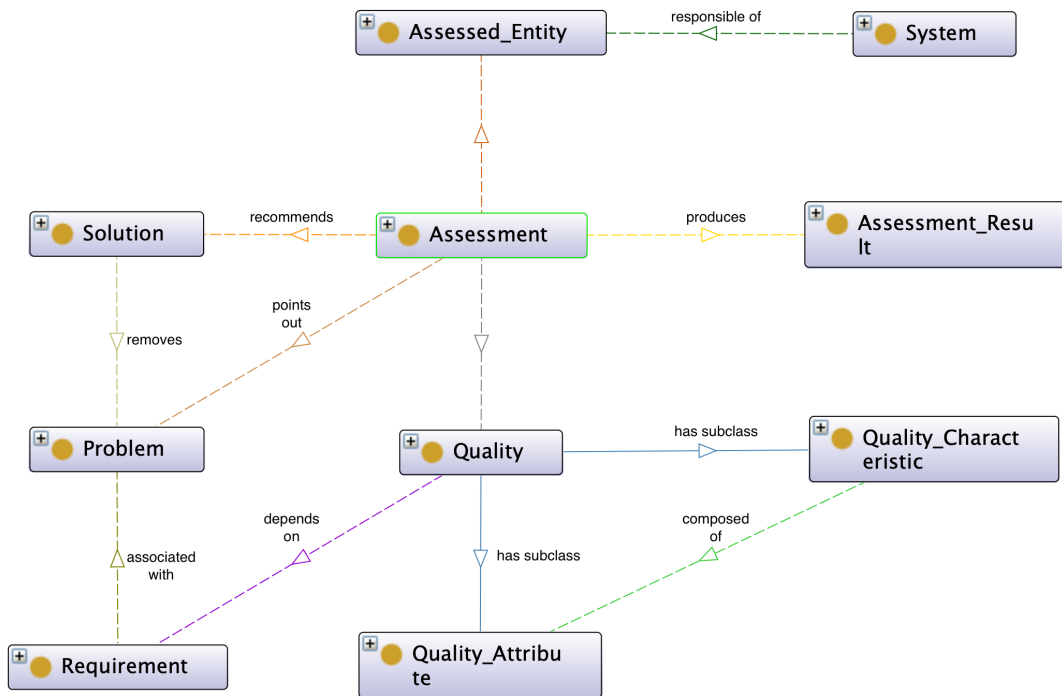 Assessed_Entity
responsible of
System
Solution
recommends
Assessment
produces
Assessment_Resu
lt
points
out
removes
Problem
Quality
has subclass
Quality_Charact
eristic
depends
on
composed
of
associated
with
has subclass
Requirement
Quality_Attribu
te